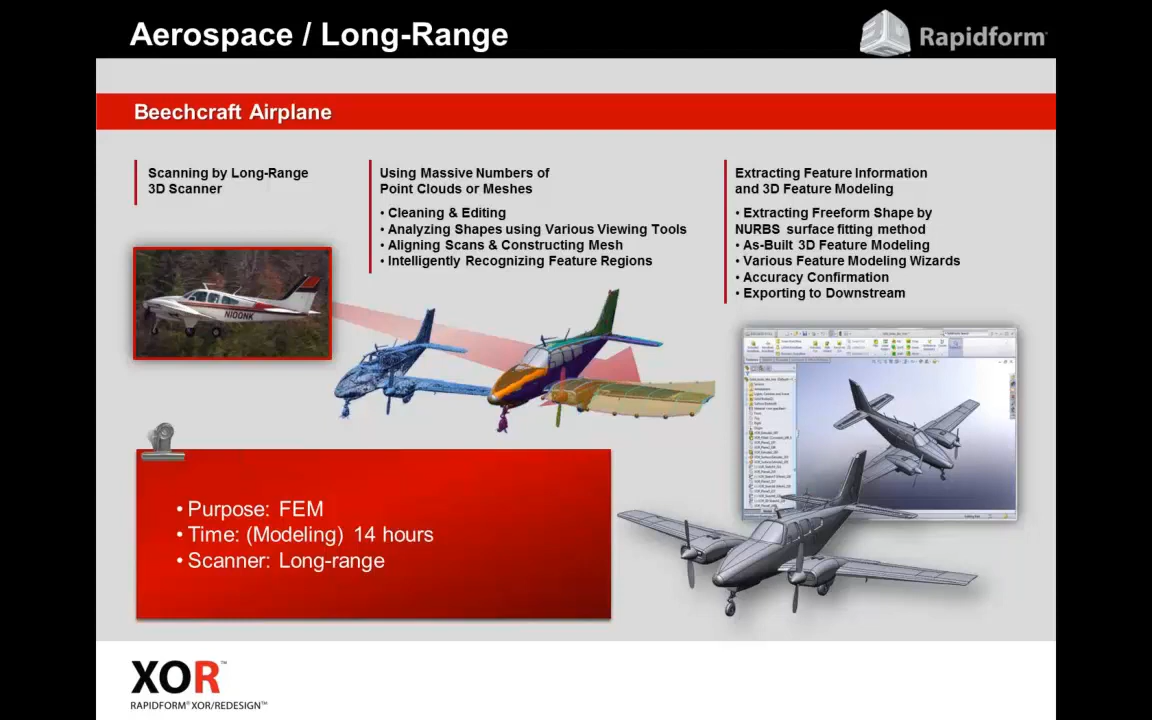 Aerospace / Long-Range
Rapidform
Beechcraft Airplane
Scanning by Long-Range
3D Scanner
Using Massive Numbers of
Point Clouds or Meshes
• Cleaning & Editing
• Analyzing Shapes using Various Viewing Tools
• Aligning Scans & Constructing Mesh
• Intelligently Recognizing Feature Regions
Extracting Feature Information
and 3D Feature Modeling
• Extracting Freeform Shape by
NURBS surface fitting method
• As-Built 3D Feature Modeling
• Various Feature Modeling Wizards
• Accuracy Confirmation
• Exporting to Downstream
N100NK
• Purpose: FEM
• Time: (Modeling) 14 hours
• Scanner: Long-range
XOR™
RAPIDFORM® XOR/REDESIGN™